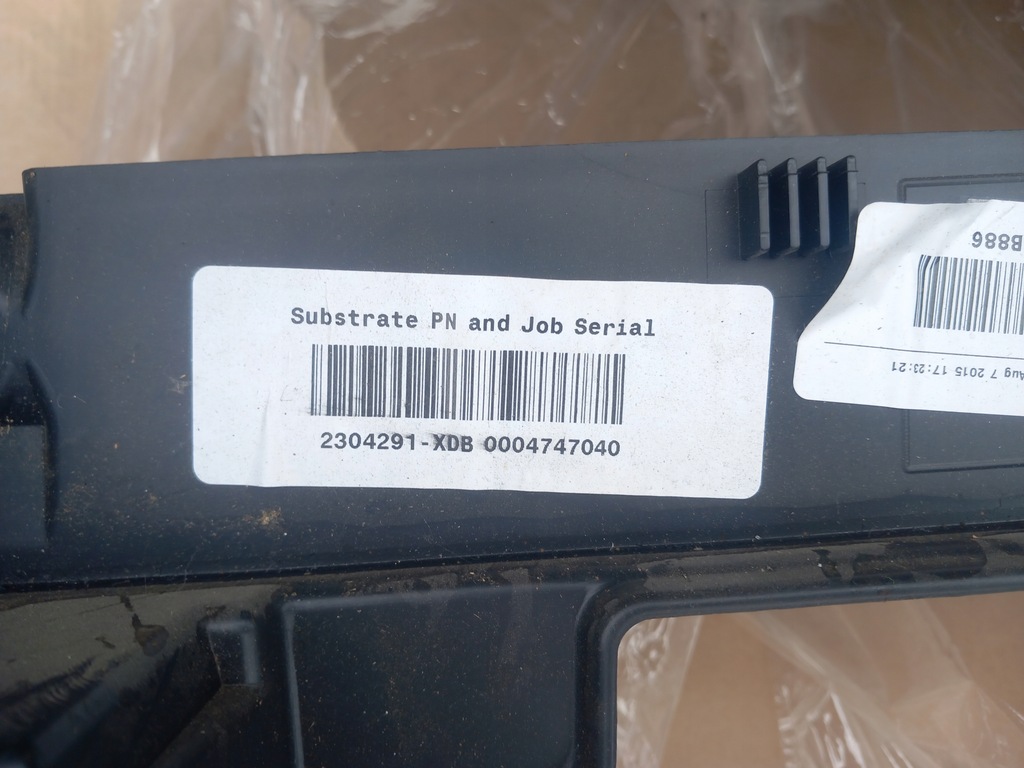 Substrate PN and Job Serial
2304291-XDB 0004747040
B886
Aug 7 2015 17:23:21